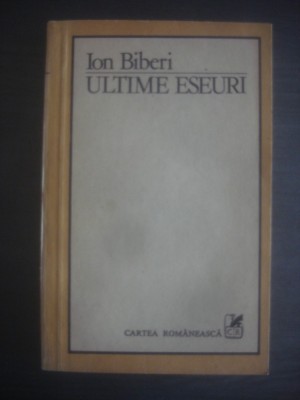 Ion Biberi
ULTIME ESEURI
CARTEA ROMÂNEASCĂ